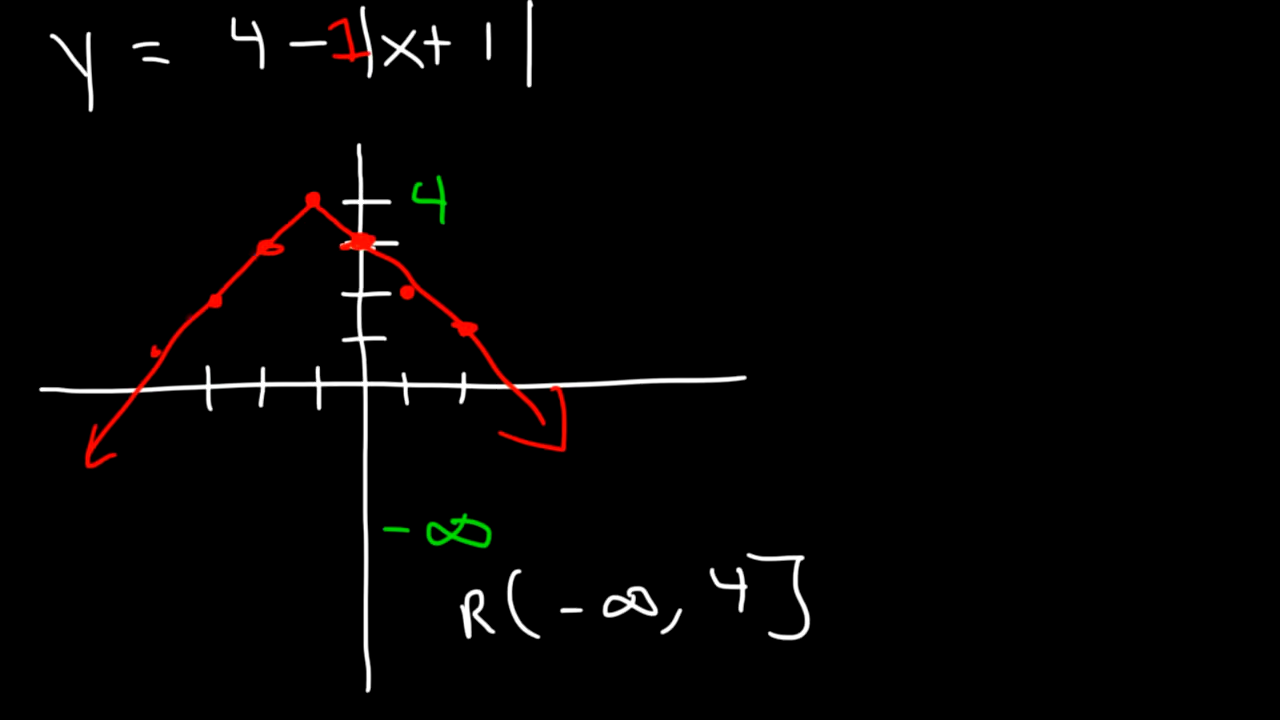 y = 4 - 1|x + 1|
4
- ∞
R(-∞, 4]